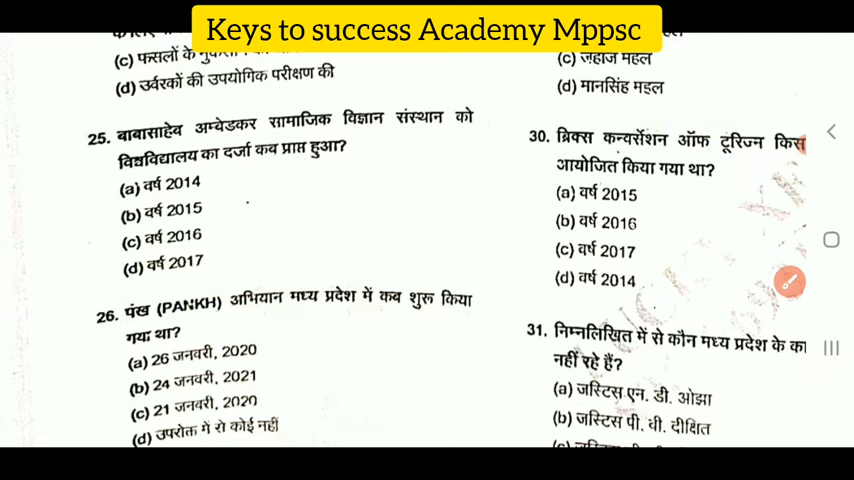 Keys to success Academy Mppsc
(c) फसलों के
(d) उर्वरकों की उपयोगिक परीक्षण की
25. बाबासाहेव अम्बेडकर सामाजिक विज्ञान संस्थान को
विश्वविद्यालय का दर्जा कब प्राप्त हुआ?
(a) वर्ष 2014
(b) वर्ष 2015
(c) वर्ष 2016
(d) वर्ष 2017
26. पंख (PANKH) अभियान मध्य प्रदेश में कब शुरू किया
गया था?
(a) 26 जनवरी, 2020
(b) 24 जनवरी, 2021
(c) 21 जनवरी, 2020
(d) उपरोक्त में से कोई नहीं
(c) जहाज महल
(d) मानसिंह महल
30. ब्रिक्स कन्वर्सेशन ऑफ टूरिज्न किस
आयोजित किया गया था?
(a) वर्ष 2015
(b) वर्ष 2016
(c) वर्ष 2017
(d) वर्ष 2014
31. निम्नलिखित में से कौन मध्य प्रदेश के का
नहीं रहे हैं?
(a) जस्टिस एन. डी. ओझा
(b) जस्टिस पी. वी. दीक्षित